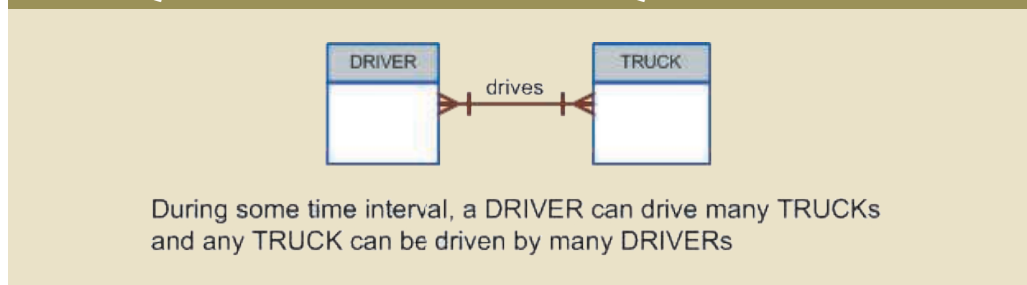 DRIVER
TRUCK
drives
During some time interval, a DRIVER can drive many TRUCKs
and any TRUCK can be driven by many DRIVERs